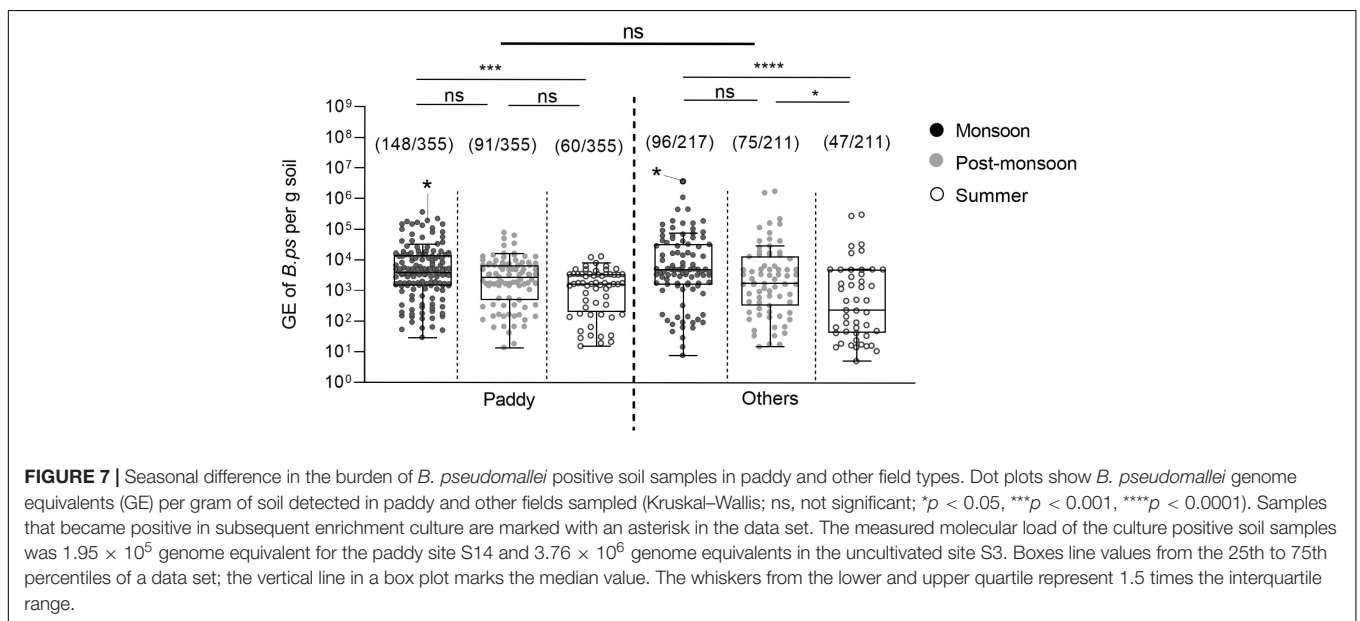 ns
*** ****
ns ns ns *
10⁹
10⁸
(148/355) (91/355) (60/355) (96/217) (75/211) (47/211)
10⁷
*
*
10⁶
10⁵
10⁴
10³
10²
10¹
10⁰
GE of B.ps per g soil
Paddy Others
Monsoon
Post-monsoon
Summer
FIGURE 7 | Seasonal difference in the burden of B. pseudomallei positive soil samples in paddy and other field types. Dot plots show B. pseudomallei genome
equivalents (GE) per gram of soil detected in paddy and other fields sampled (Kruskal–Wallis; ns, not significant; *p < 0.05, ***p < 0.001, ****p < 0.0001). Samples
that became positive in subsequent enrichment culture are marked with an asterisk in the data set. The measured molecular load of the culture positive soil samples
was 1.95 × 10⁵ genome equivalent for the paddy site S14 and 3.76 × 10⁶ genome equivalents in the uncultivated site S3. Boxes line values from the 25th to 75th
percentiles of a data set; the vertical line in a box plot marks the median value. The whiskers from the lower and upper quartile represent 1.5 times the interquartile
range.